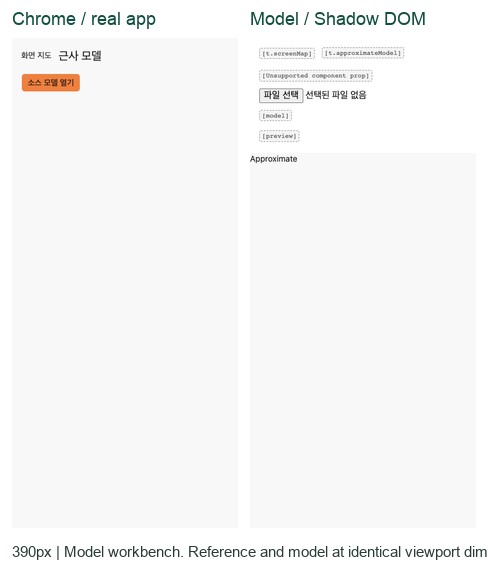 Chrome / real app
화면 지도 근사 모델
소스 모델 열기
Model / Shadow DOM
[t.screenMap] [t.approximateModel]
[Unsupported component prop]
파일 선택 선택된 파일 없음
[model]
[preview]
Approximate
390px | Model workbench. Reference and model at identical viewport dim